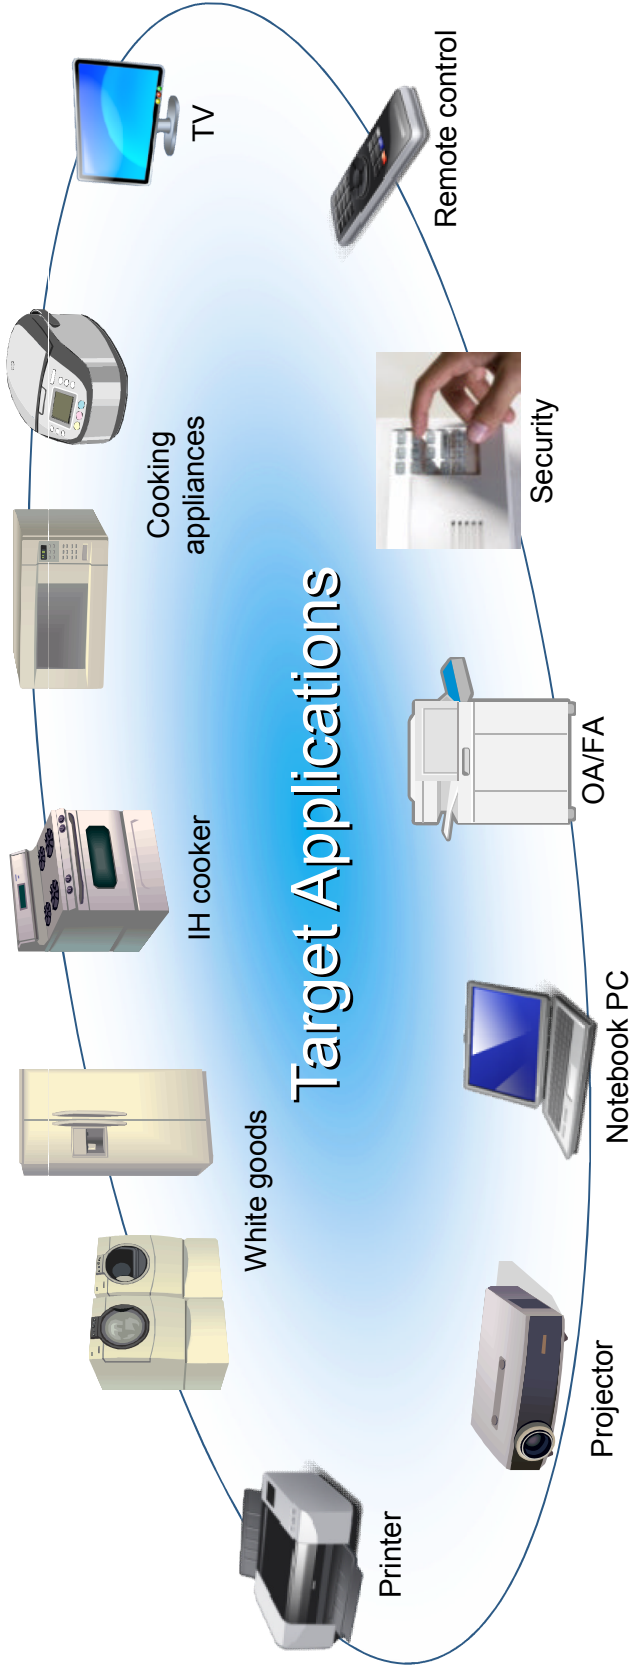 Printer
White goods
IH cooker
Cooking
appliances
TV
Target Applications
Projector
Notebook PC
OA/FA
Security
Remote control